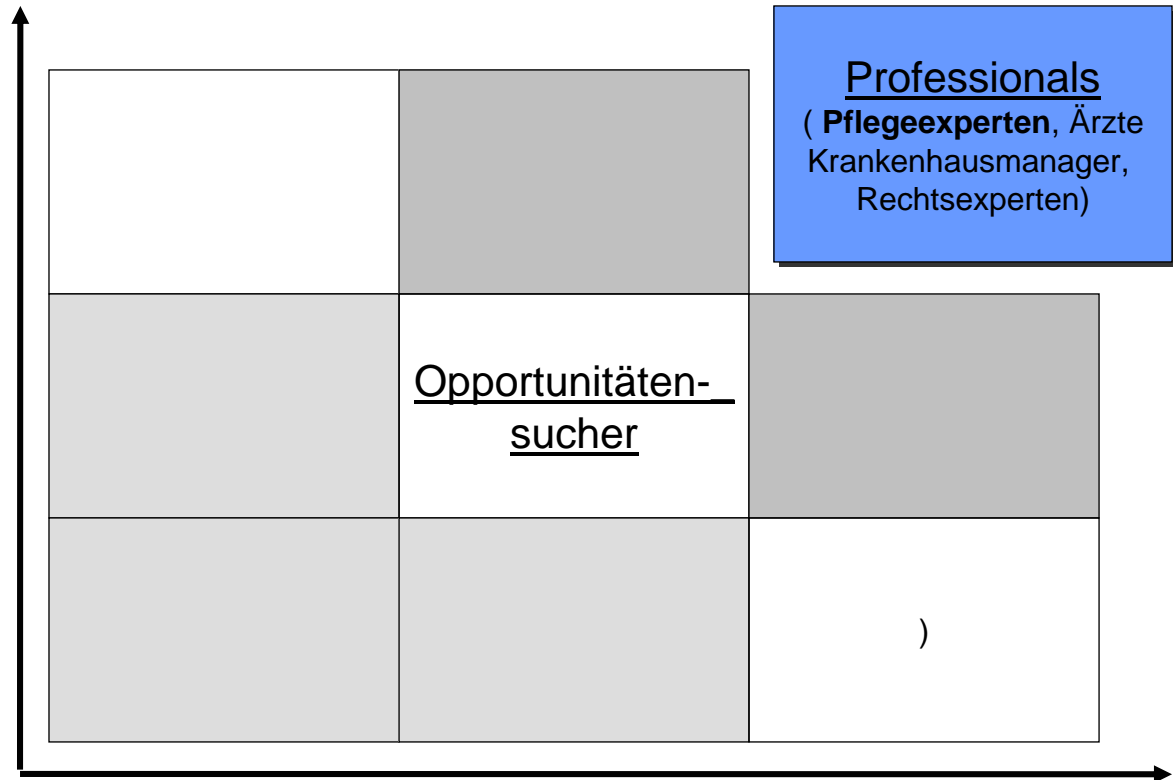 Professionals
( Pflegeexperten, Ärzte
Krankenhausmanager,
Rechtsexperten)
Opportunitäten-_
sucher
)